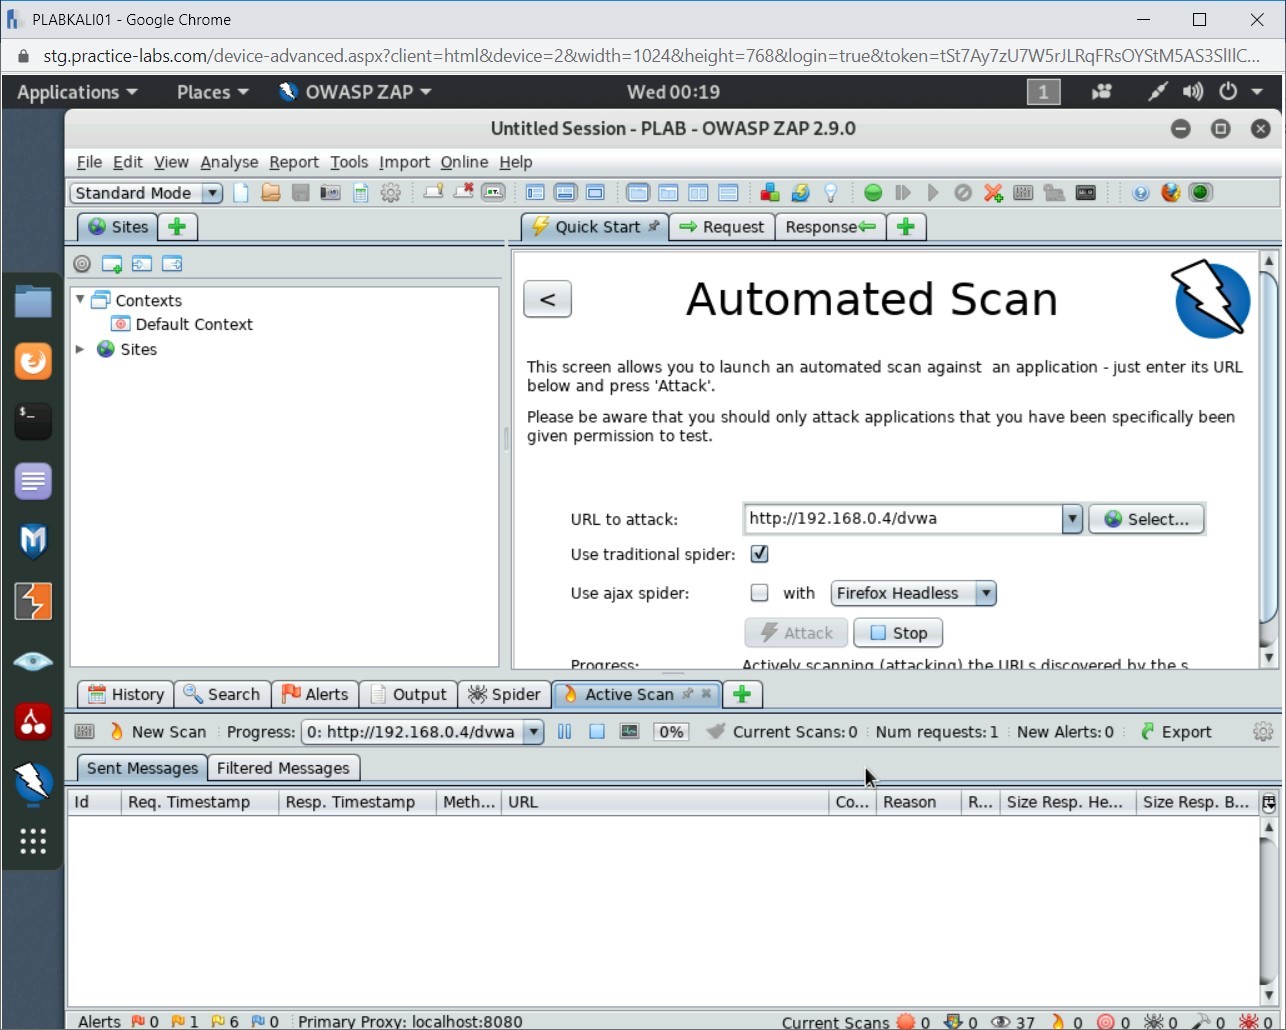 PLABKALI01 - Google Chrome
stg.practice-labs.com/device-advanced.aspx?client=html&device=2&width=1024&height=768&login=true&token=tSt7Ay7zU7W5rJLRqFRsOYStM5AS3SlIlC...
Applications Places OWASP ZAP Wed 00:19 1
Untitled Session - PLAB - OWASP ZAP 2.9.0
File Edit View Analyse Report Tools Import Online Help
Standard Mode
Sites Quick Start Request Response
< Automated Scan
Contexts
Default Context
Sites
This screen allows you to launch an automated scan against an application - just enter its URL
below and press 'Attack'.
Please be aware that you should only attack applications that you have been specifically been
given permission to test.
URL to attack: http://192.168.0.4/dvwa Select...
Use traditional spider:
Use ajax spider: with Firefox Headless
Attack Stop
Progress: Actively scanning (attacking) the URLs discovered by the s
History Search Alerts Output Spider Active Scan
New Scan Progress: 0: http://192.168.0.4/dvwa 0% Current Scans: 0 Num requests: 1 New Alerts: 0 Export
Sent Messages Filtered Messages
Id Req. Timestamp Resp. Timestamp Meth... URL Co... Reason R... Size Resp. He... Size Resp. B...
Alerts 0 1 6 0 Primary Proxy: localhost:8080 Current Scans 0 0 37 0 0 0 0 0